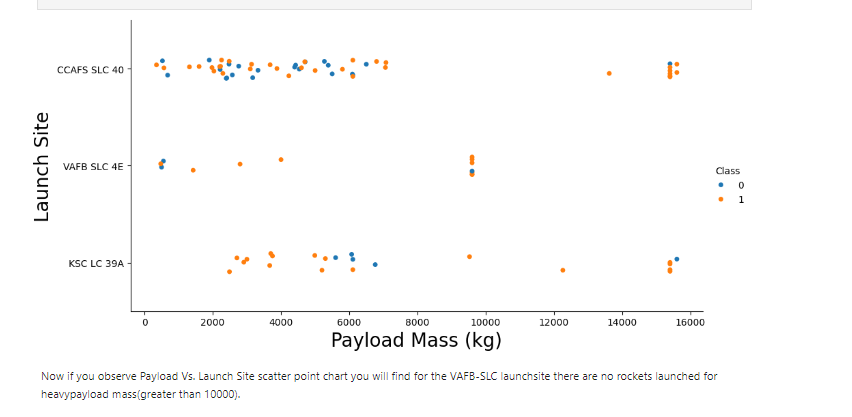 CCAFS SLC 40
VAFB SLC 4E
KSC LC 39A
Launch Site
0 2000 4000 6000 8000 10000 12000 14000 16000
Payload Mass (kg)
Class
0
1
Now if you observe Payload Vs. Launch Site scatter point chart you will find for the VAFB-SLC launchsite there are no rockets launched for
heavypayload mass(greater than 10000).